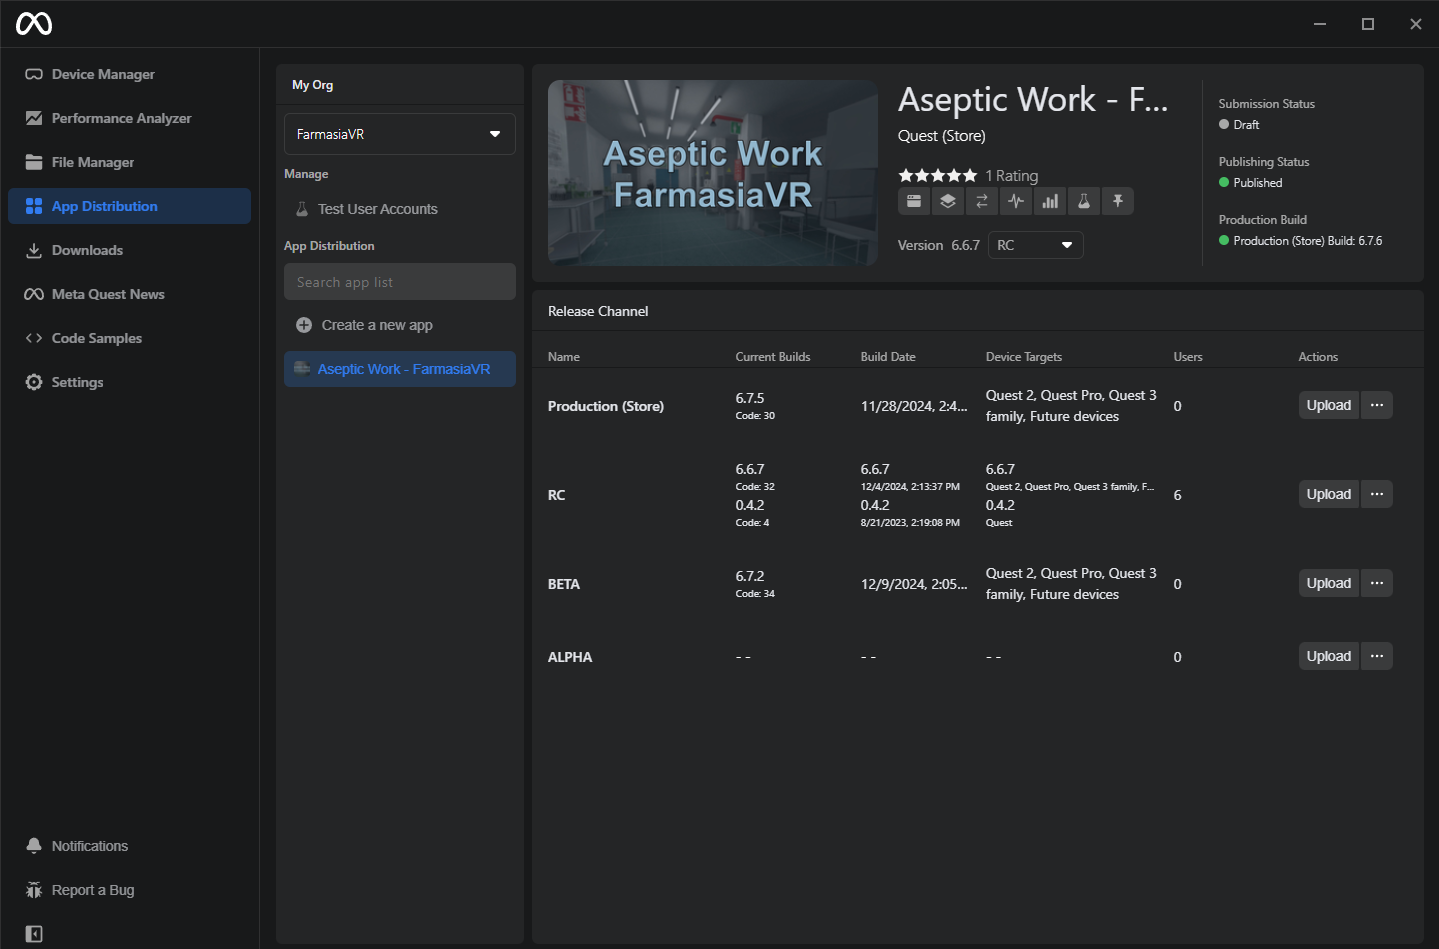 Device Manager
Performance Analyzer
File Manager
App Distribution
Downloads
Meta Quest News
Code Samples
Settings
Notifications
Report a Bug
My Org
FarmasiaVR
Manage
Test User Accounts
App Distribution
Search app list
Create a new app
Aseptic Work - FarmasiaVR
Aseptic Work
FarmasiaVR
Aseptic Work - F...
Quest (Store)
1 Rating
Version 6.6.7 RC
Submission Status
Draft
Publishing Status
Published
Production Build
Production (Store) Build: 6.7.6
Release Channel
Name Current Builds Build Date Device Targets Users Actions
Production (Store)
6.7.5
Code: 30
11/28/2024, 2:4...
Quest 2, Quest Pro, Quest 3
family, Future devices
0
Upload ...
RC
6.6.7
Code: 32
0.4.2
Code: 4
6.6.7
12/4/2024, 2:13:37 PM
0.4.2
8/21/2023, 2:19:08 PM
6.6.7
Quest 2, Quest Pro, Quest 3 family, F...
0.4.2
Quest
6
Upload ...
BETA
6.7.2
Code: 34
12/9/2024, 2:05...
Quest 2, Quest Pro, Quest 3
family, Future devices
0
Upload ...
ALPHA
- -
- -
- -
0
Upload ...